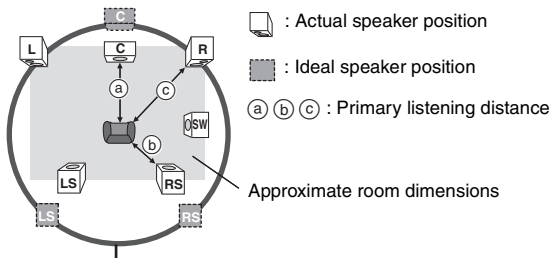 C
L
C
R
a
c
b
SW
LS
RS
LS
RS
: Actual speaker position
: Ideal speaker position
a b c : Primary listening distance
Approximate room dimensions